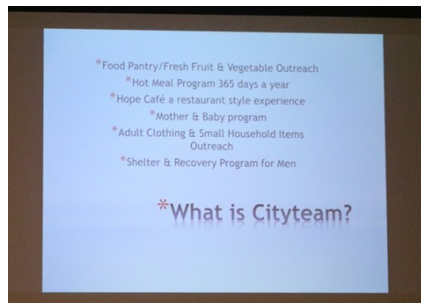 *Food Pantry/Fresh Fruit & Vegetable Outreach
*Hot Meal Program 365 days a year
*Hope Café a restaurant style experience
*Mother & Baby program
*Adult Clothing & Small Household Items
Outreach
*Shelter & Recovery Program for Men
*What is Cityteam?